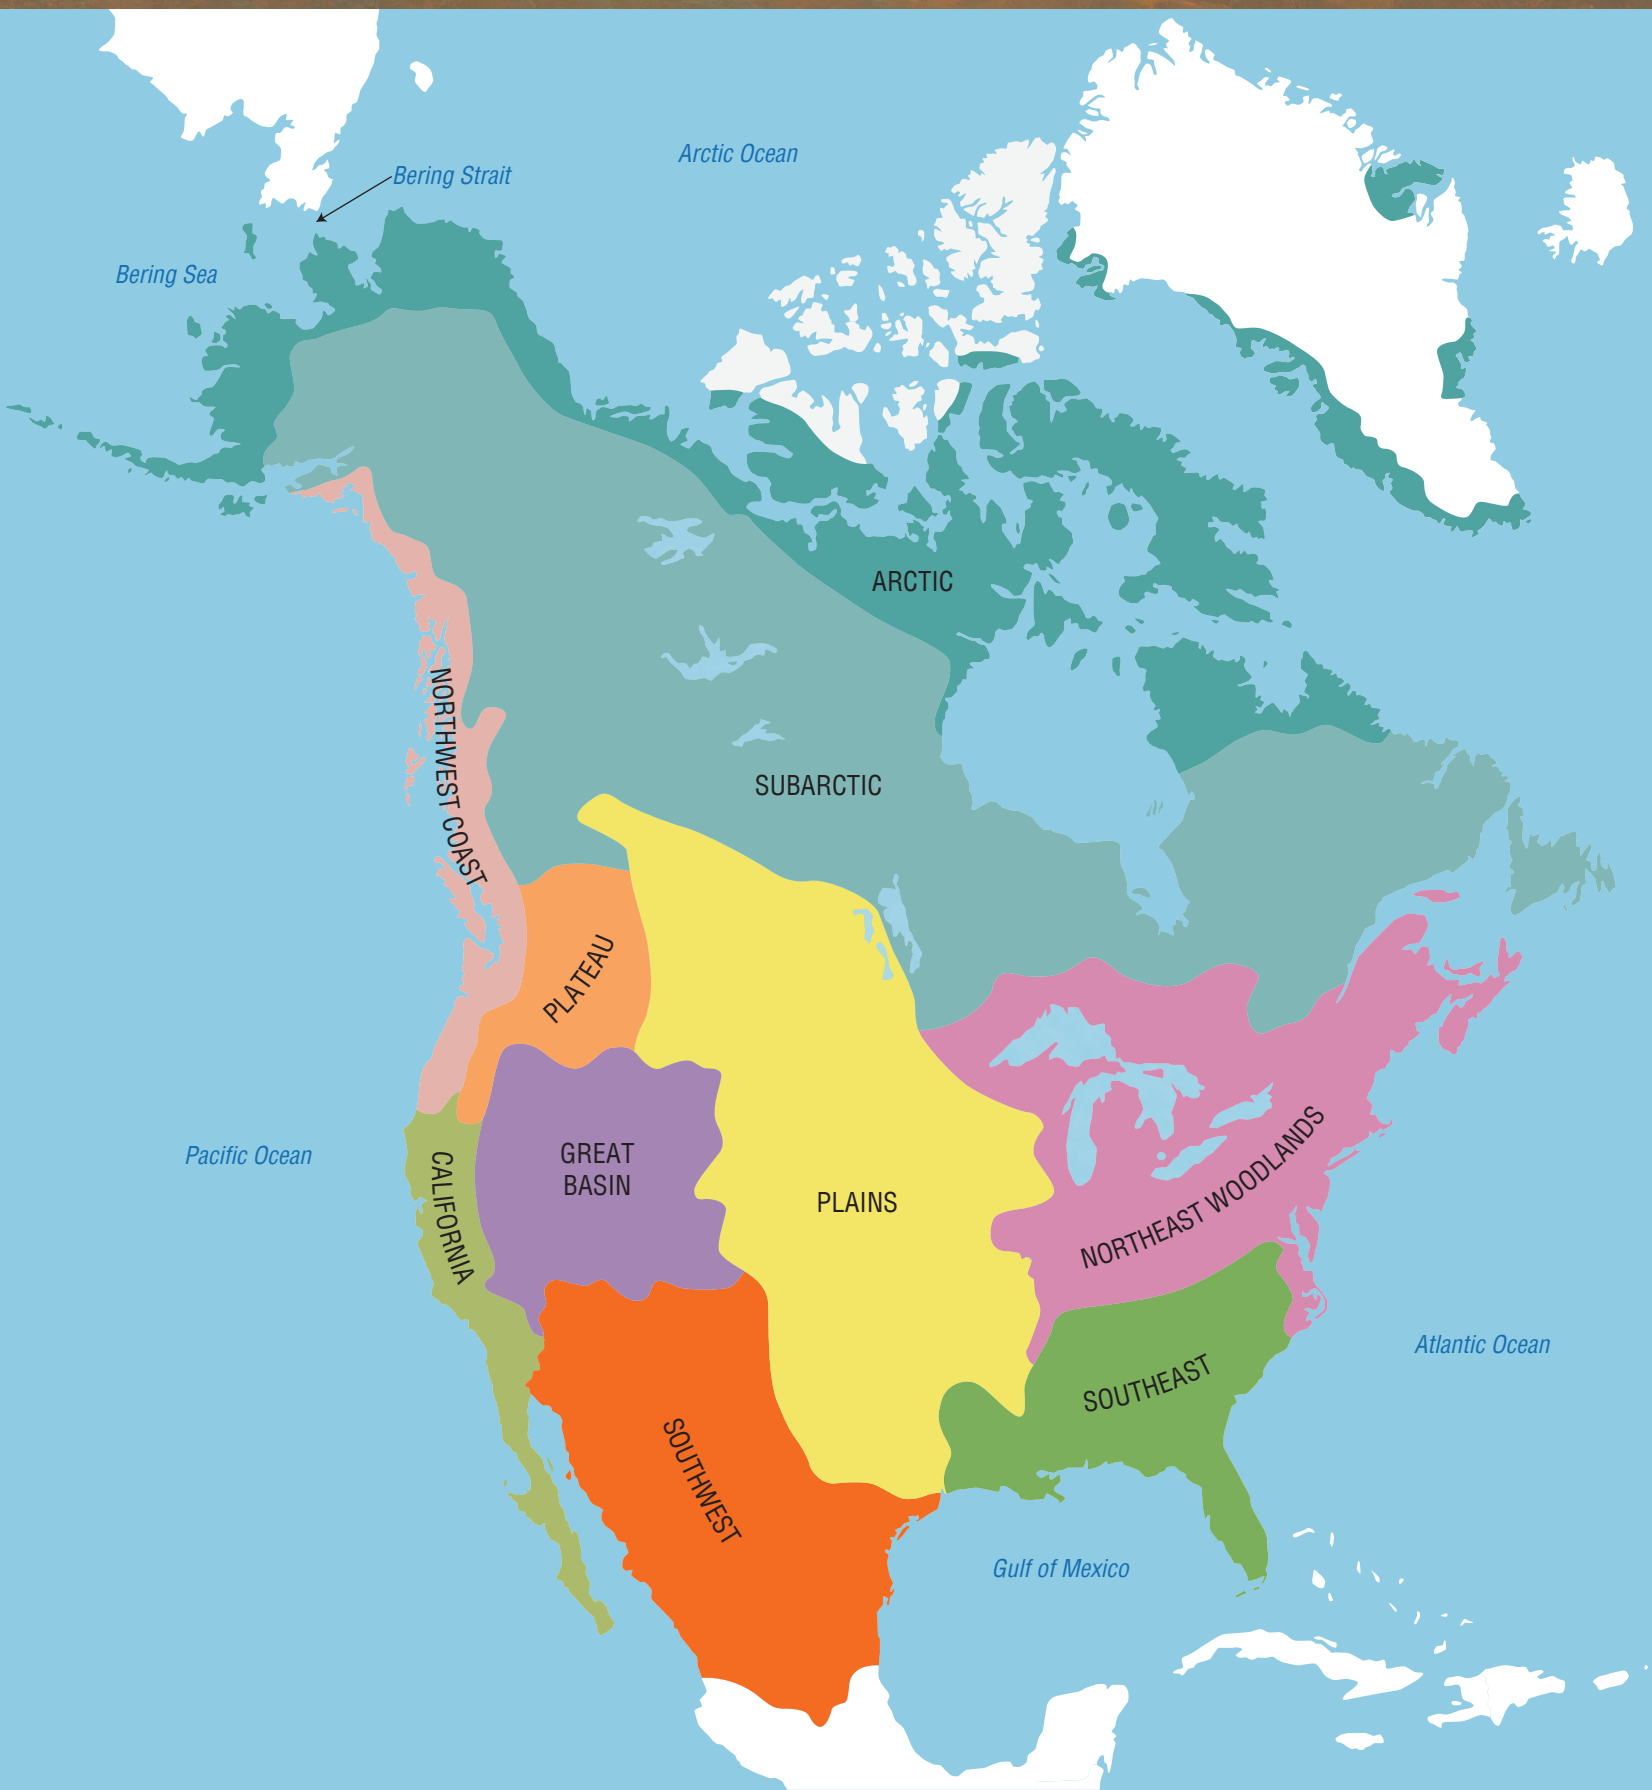 Arctic Ocean
Bering Strait
Bering Sea
ARCTIC
NORTHWEST COAST
SUBARCTIC
PLATEAU
Pacific Ocean
GREAT
BASIN
CALIFORNIA
PLAINS
NORTHEAST WOODLANDS
Atlantic Ocean
SOUTHEAST
SOUTHWEST
Gulf of Mexico